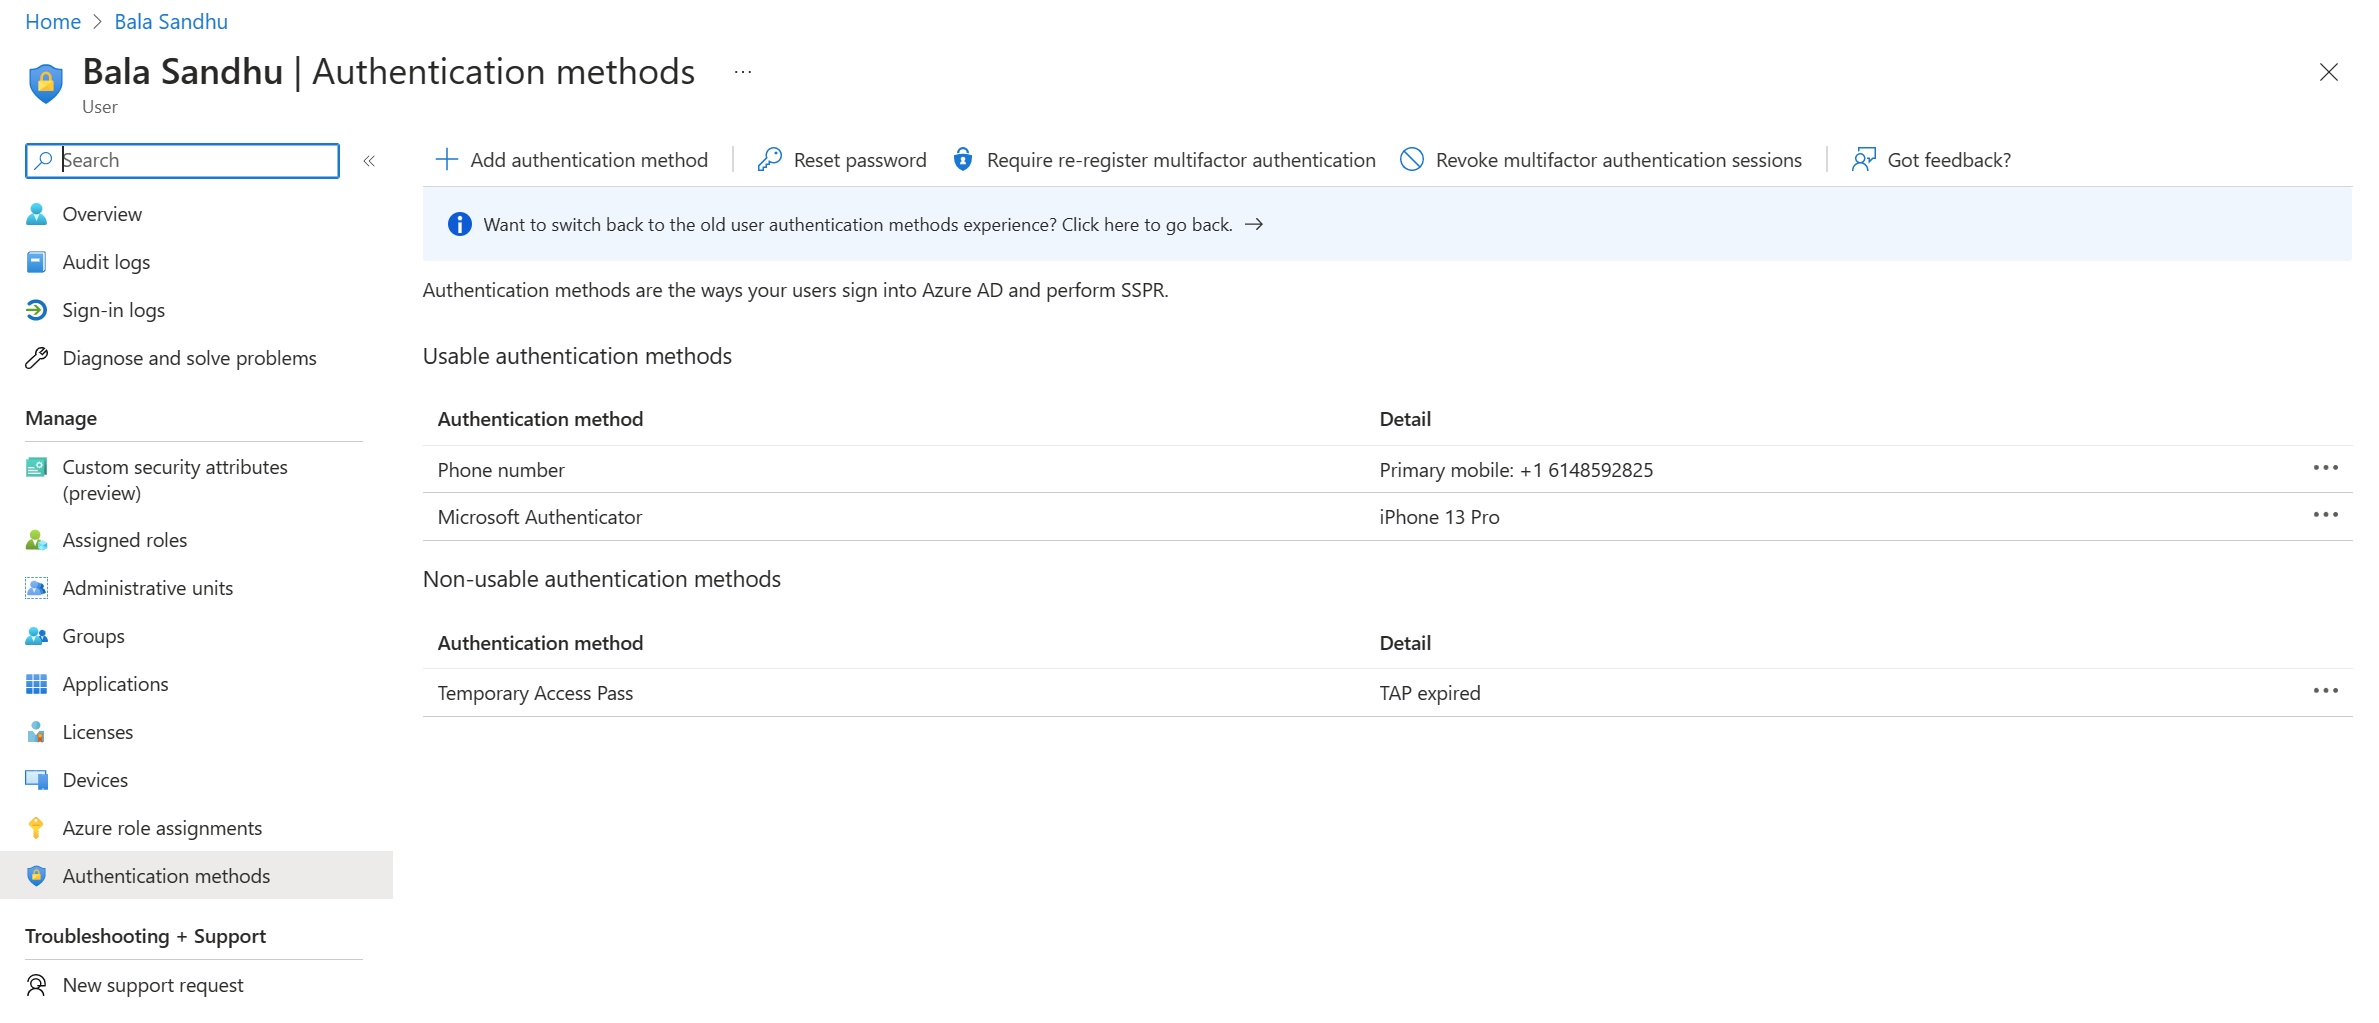 Home > Bala Sandhu
Bala Sandhu | Authentication methods ...
User
Search
«
Overview
Audit logs
Sign-in logs
Diagnose and solve problems
Manage
Custom security attributes
(preview)
Assigned roles
Administrative units
Groups
Applications
Licenses
Devices
Azure role assignments
Authentication methods
Troubleshooting + Support
New support request
Add authentication method
Reset password
Require re-register multifactor authentication
Revoke multifactor authentication sessions
Got feedback?
Want to switch back to the old user authentication methods experience? Click here to go back. →
Authentication methods are the ways your users sign into Azure AD and perform SSPR.
Usable authentication methods
Authentication method Detail
Phone number Primary mobile: +1 6148592825
Microsoft Authenticator iPhone 13 Pro
Non-usable authentication methods
Authentication method Detail
Temporary Access Pass TAP expired